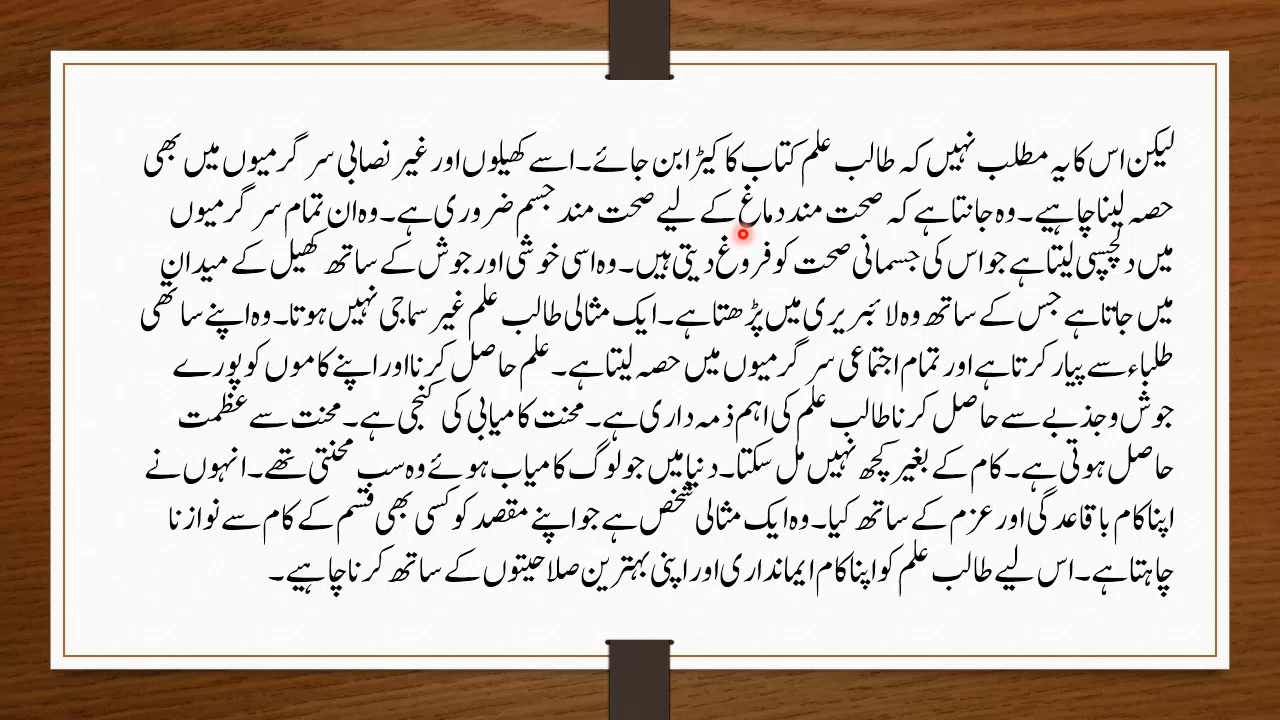 لیکن اس کا یہ مطلب نہیں کہ طالب علم کتاب کا کیڑا بن جائے۔ اسے کھیلوں اور غیر نصابی سر گرمیوں میں بھی
حصہ لینا چاہیے۔ وہ جانتا ہے کہ صحت مند دماغ کے لیے صحت مند جسم ضروری ہے۔ وہ ان تمام سر گرمیوں
میں دلچسپی لیتا ہے جو اس کی جسمانی صحت کو فروغ دیتی ہیں۔ وہ اسی خوشی اور جوش کے ساتھ کھیل کے میدان
میں جاتا ہے جس کے ساتھ وہ لائبریری میں پڑھتا ہے۔ ایک مثالی طالب علم غیر سماجی نہیں ہوتا۔ وہ اپنے ساتھی
طلباء سے پیار کرتا ہے اور تمام اجتماعی سر گرمیوں میں حصہ لیتا ہے۔ علم حاصل کرنا اور اپنے کاموں کو پورے
جوش و جذبے سے حاصل کرنا طالب علم کی اہم ذمہ داری ہے۔ محنت کامیابی کی کنجی ہے۔ محنت سے عظمت
حاصل ہوتی ہے۔ کام کے بغیر کچھ نہیں مل سکتا۔ دنیا میں جو لوگ کامیاب ہوئے وہ سب محنتی تھے۔ انہوں نے
اپنا کام باقاعدگی اور عزم کے ساتھ کیا۔ وہ ایک مثالی شخص ہے جو اپنے مقصد کو کسی بھی قسم کے کام سے نوازنا
چاہتا ہے۔ اس لیے طالب علم کو اپنا کام ایمانداری اور اپنی بہترین صلاحیتوں کے ساتھ کرنا چاہیے۔